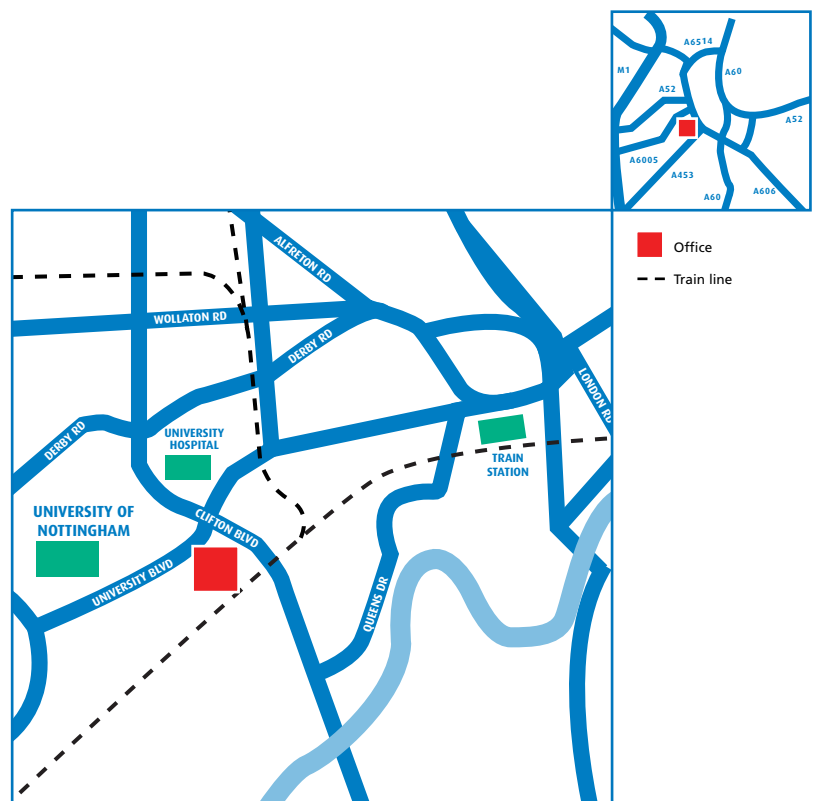 A6514
M1
A60
A52
A52
A6005
A453
A60
A606
Office
Train line
ALFRETON RD
WOLLATON RD
DERBY RD
LONDON RD
DERBY RD
UNIVERSITY
HOSPITAL
TRAIN
STATION
UNIVERSITY OF
NOTTINGHAM
CLIFTON BLVD
UNIVERSITY BLVD
QUEENS DR